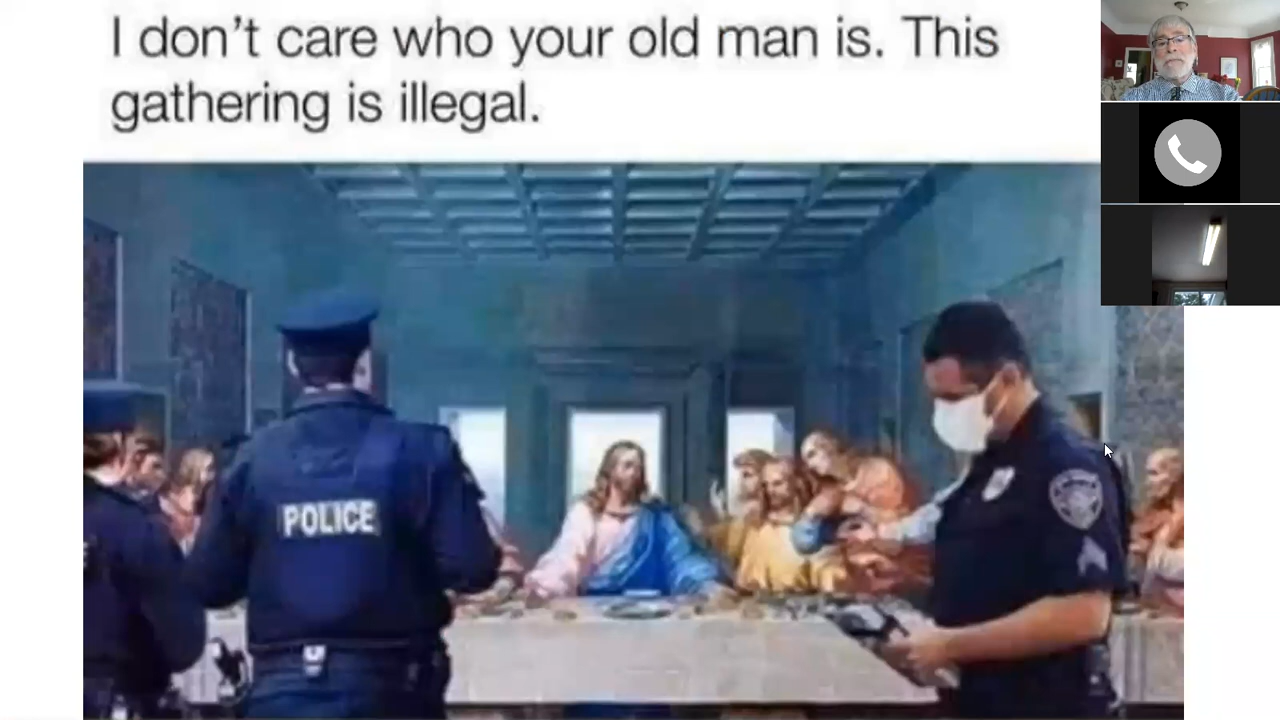 I don't care who your old man is. This
gathering is illegal.
POLICE